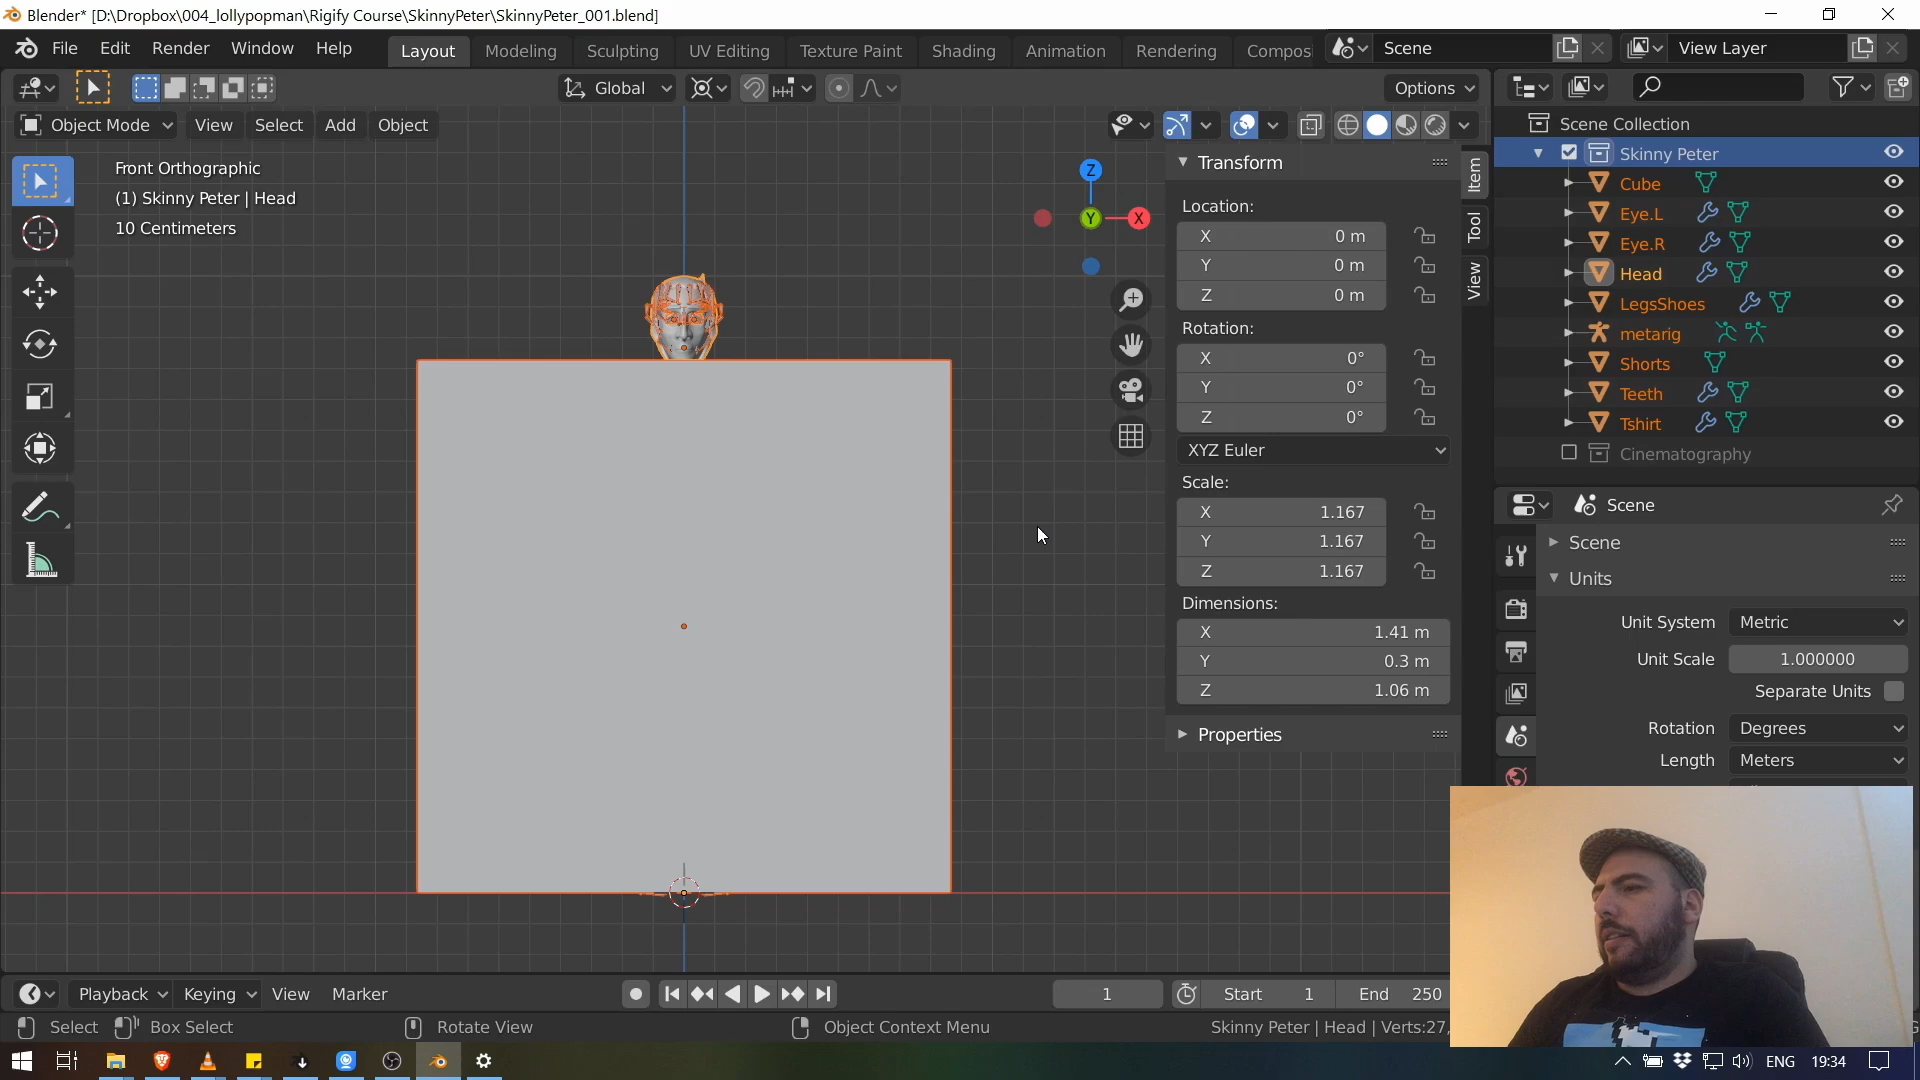 Blender* [D:\Dropbox\004_lollypopman\Rigify Course\SkinnyPeter\SkinnyPeter_001.blend]
File Edit Render Window Help Layout Modeling Sculpting UV Editing Texture Paint Shading Animation Rendering Compos Scene View Layer
Global Options
Object Mode View Select Add Object
Front Orthographic
(1) Skinny Peter | Head
10 Centimeters
Z
Y
X
Transform
Location:
X 0 m
Y 0 m
Z 0 m
Rotation:
X 0°
Y 0°
Z 0°
XYZ Euler
Scale:
X 1.167
Y 1.167
Z 1.167
Dimensions:
X 1.41 m
Y 0.3 m
Z 1.06 m
Properties
Item
Tool
View
Scene Collection
Skinny Peter
Cube
Eye.L
Eye.R
Head
LegsShoes
metarig
Shorts
Teeth
Tshirt
Cinematography
Scene
Scene
Units
Unit System Metric
Unit Scale 1.000000
Separate Units
Rotation Degrees
Length Meters
Playback Keying View Marker 1 Start 1 End 250
Select Box Select Rotate View Object Context Menu Skinny Peter | Head | Verts:27,
ENG 19:34